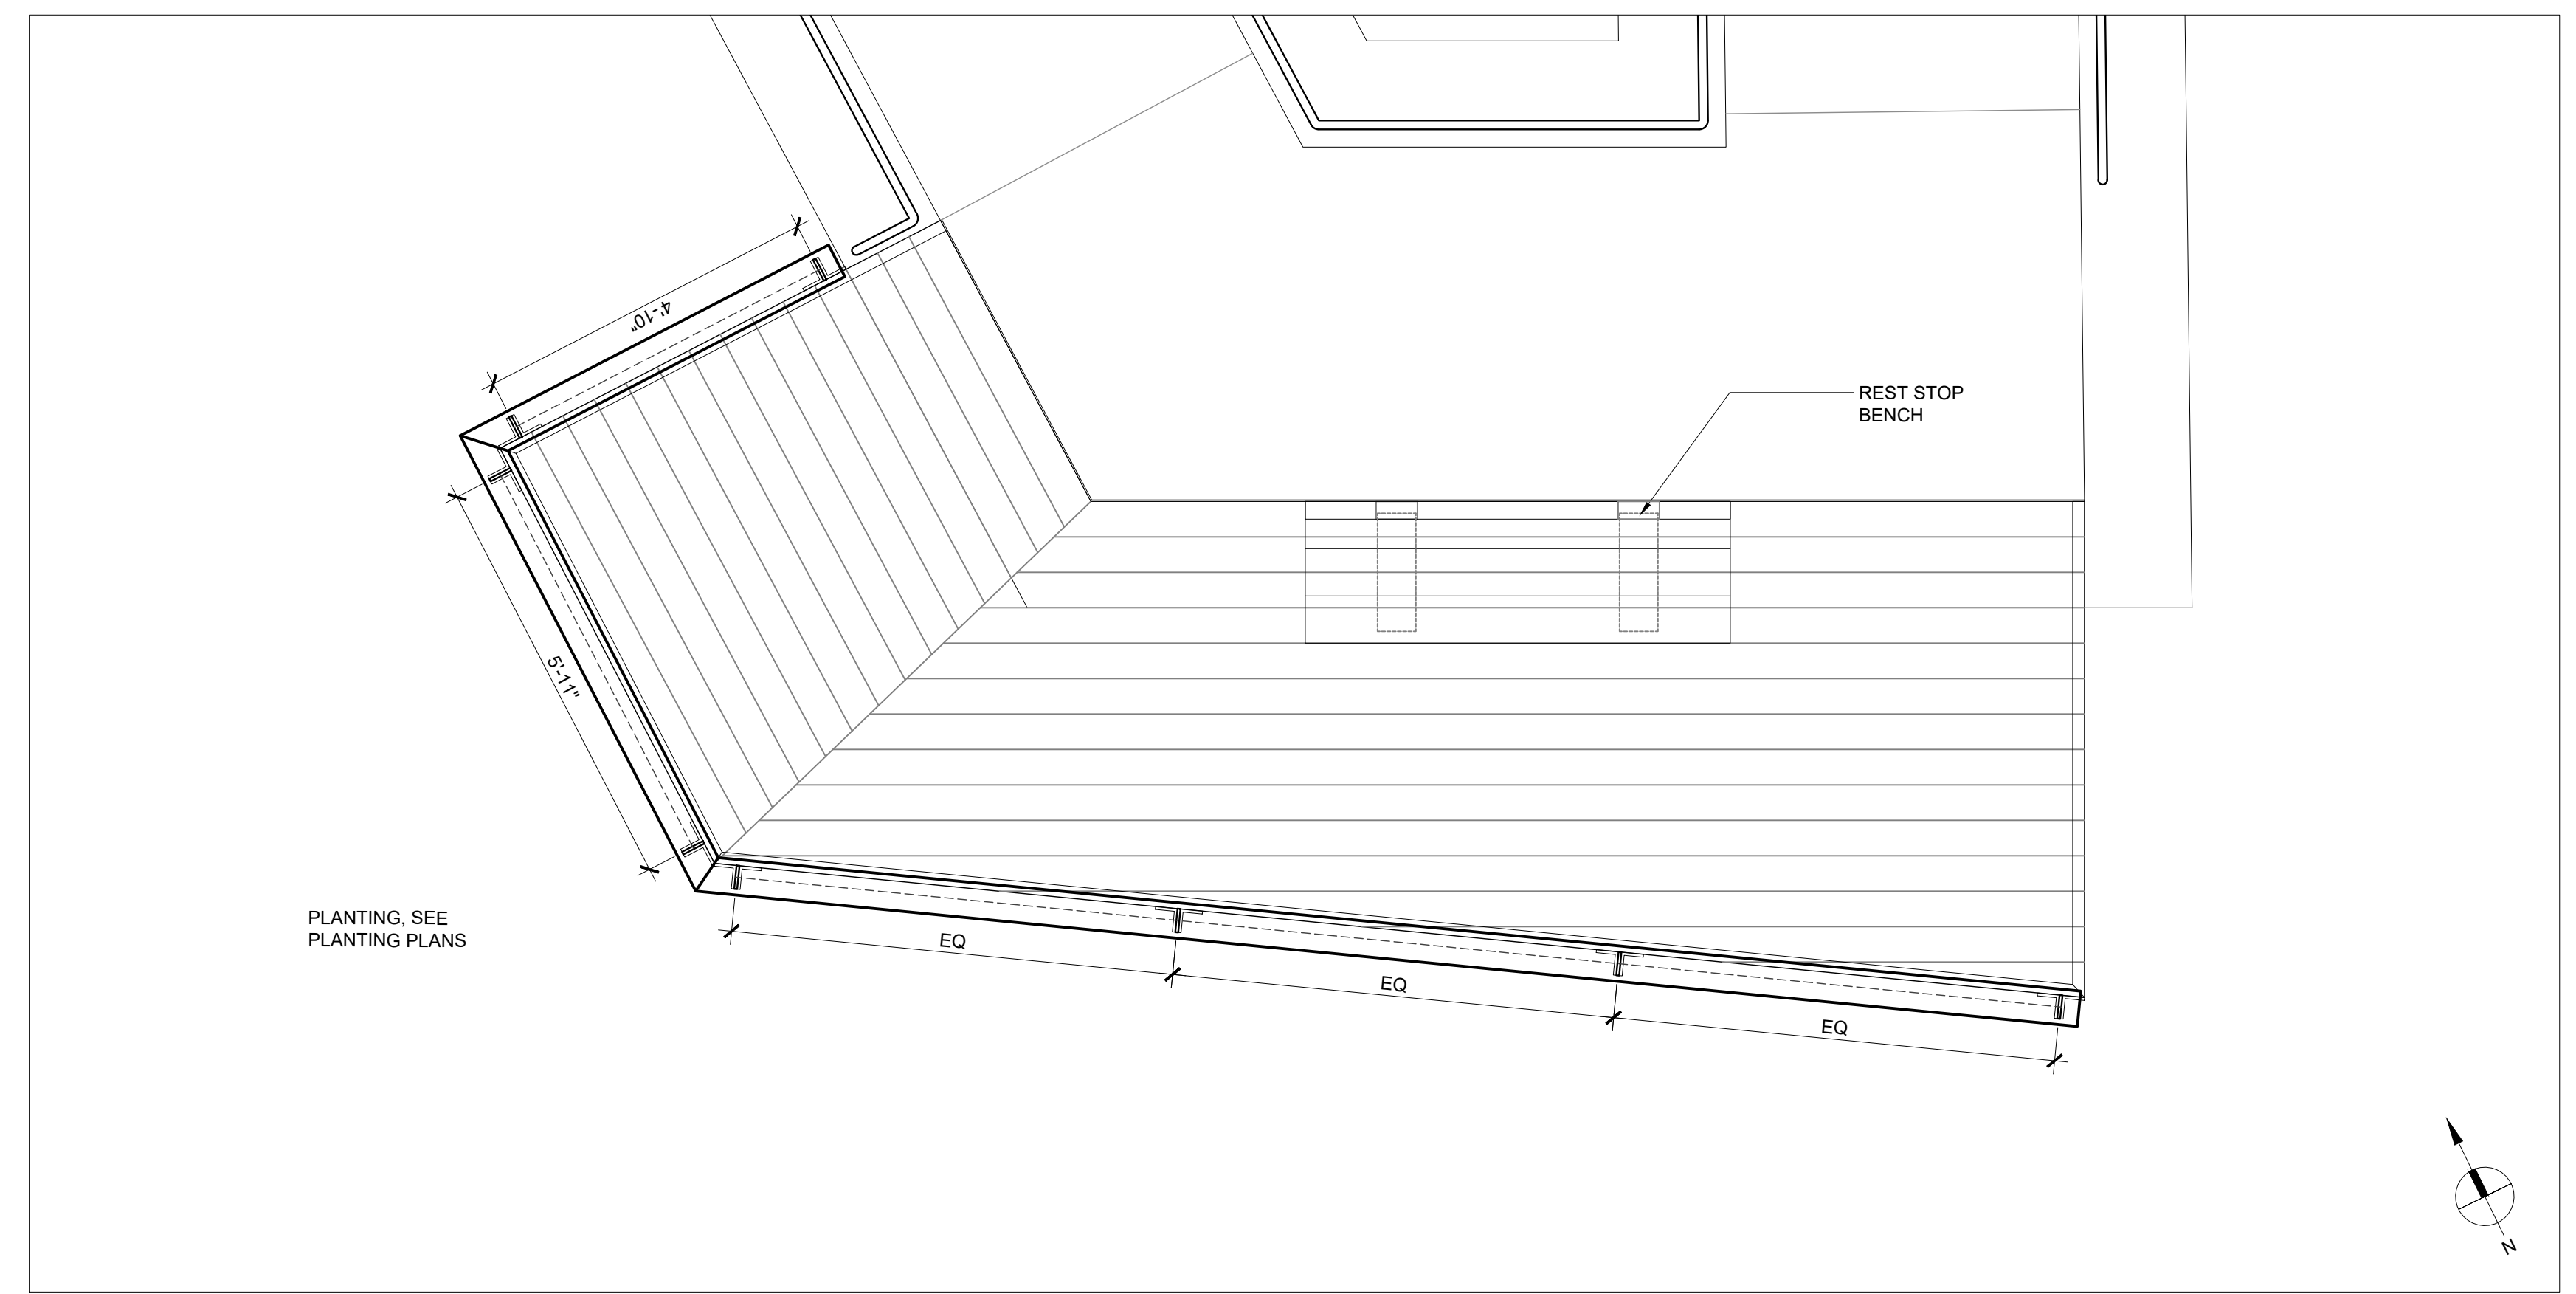 4'-10"
REST STOP
BENCH
5'-11"
PLANTING, SEE
PLANTING PLANS
EQ
EQ
EQ
N